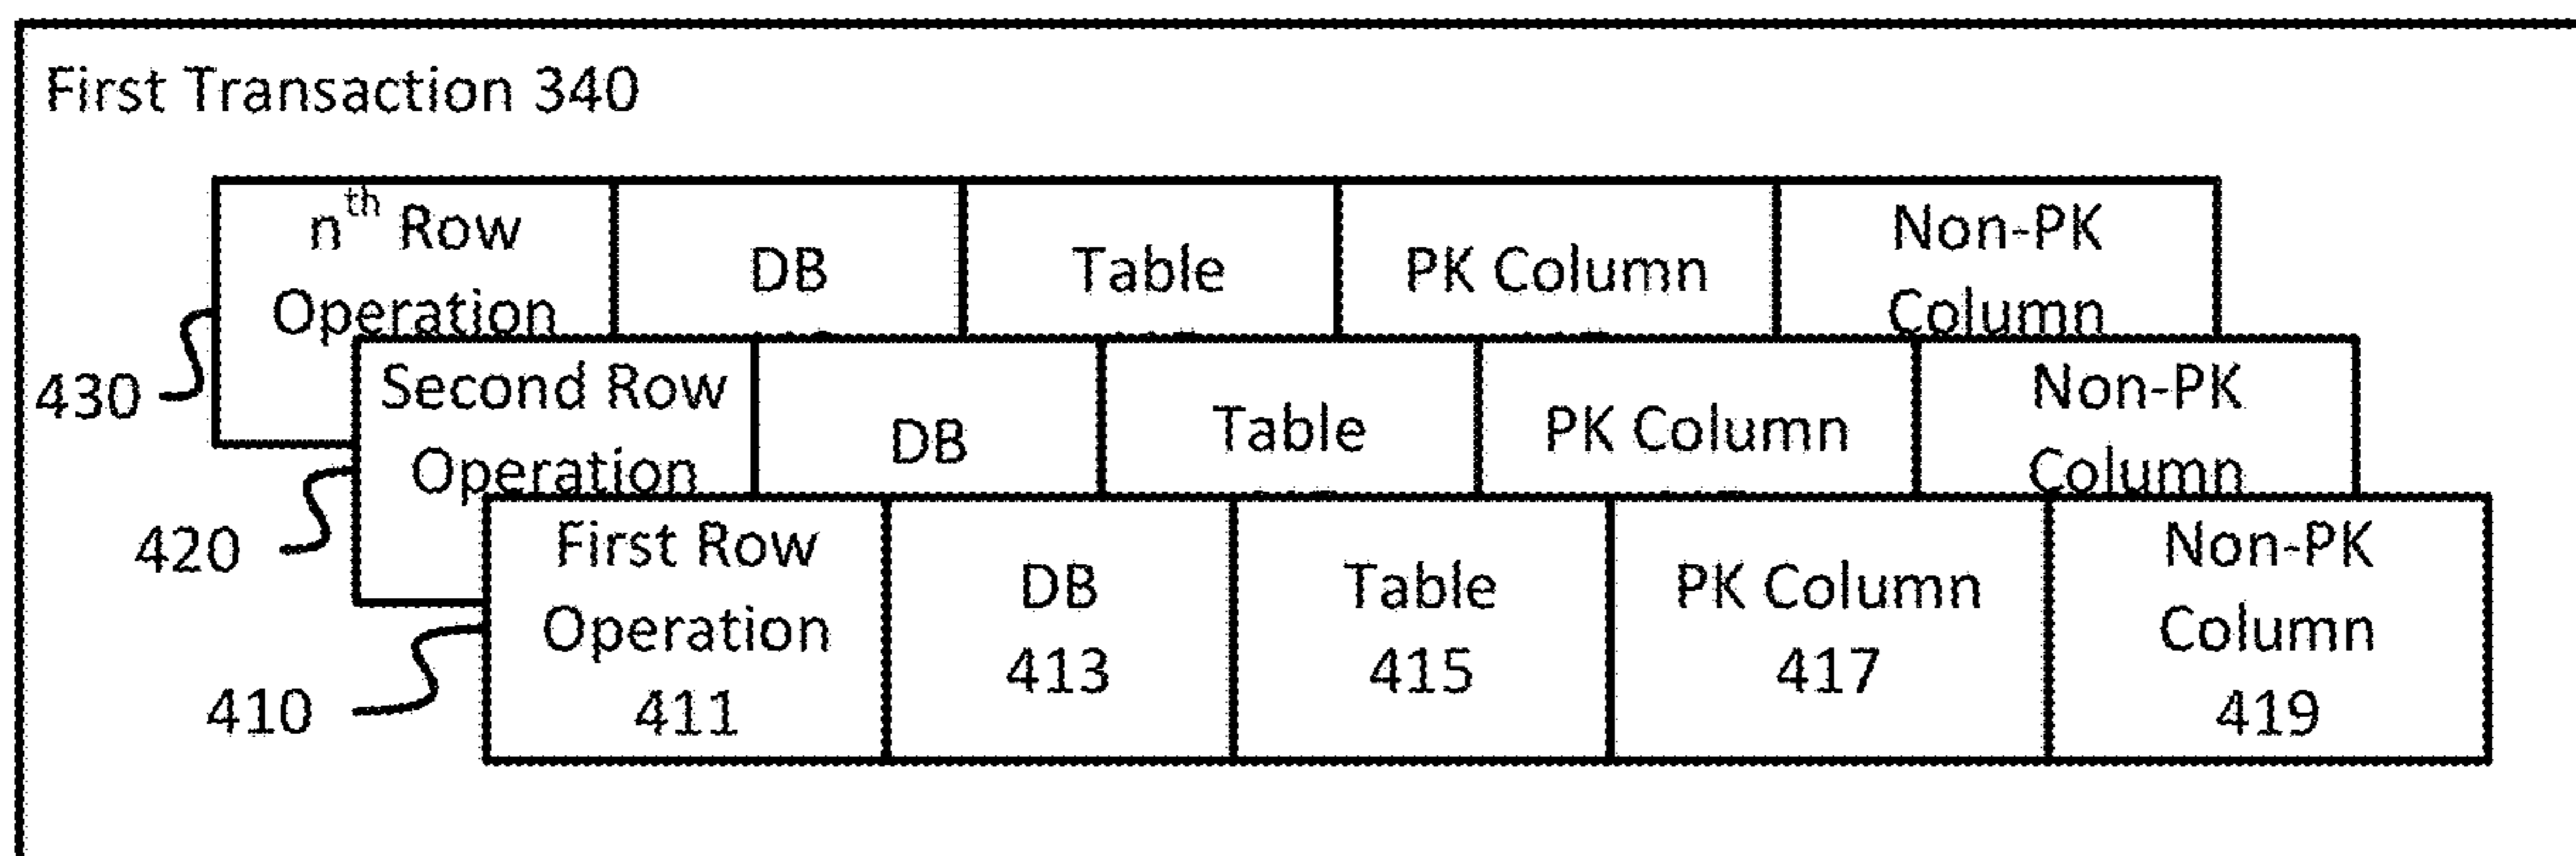 First Transaction 340
nth Row
Operation
DB
Table
PK Column
Non-PK
Column
430
Second Row
Operation
DB
Table
PK Column
Non-PK
Column
420
First Row
Operation
411
DB
413
Table
415
PK Column
417
Non-PK
Column
419
410